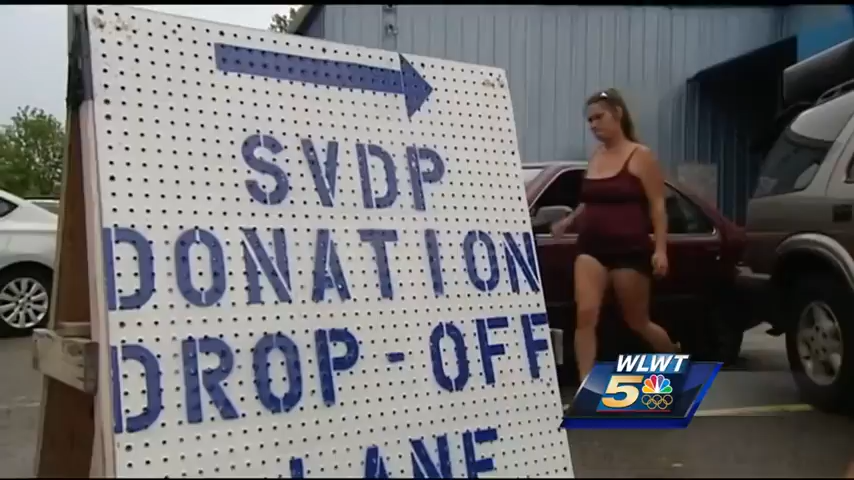 SVDP
DONATION
DROP-OFF
LANE
WLWT
5